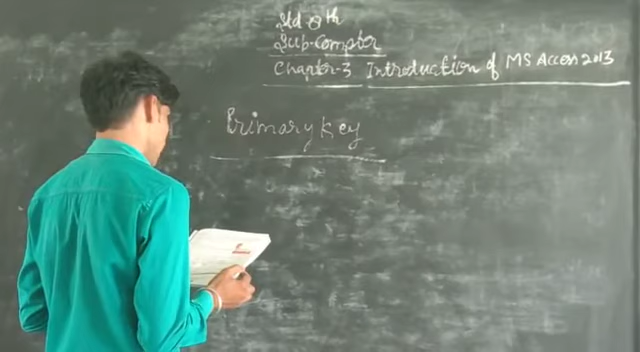 Std 8th
Sub-Compter
Chapter-3 Introduction of MS Access 2013
Primary key